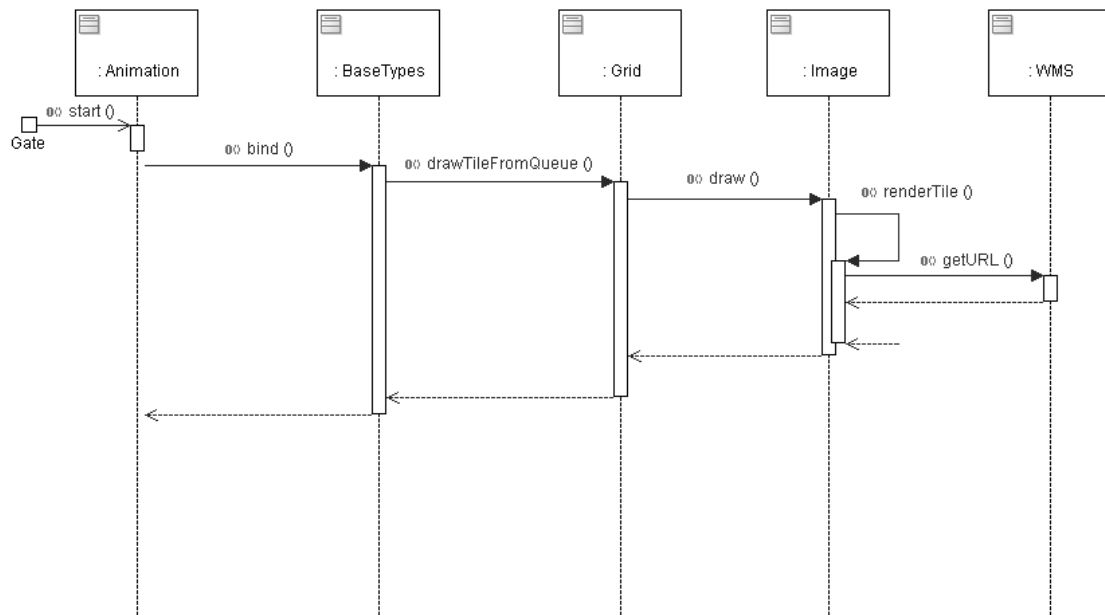 : Animation
: BaseTypes
: Grid
: Image
: WMS
start ()
Gate
bind ()
drawTileFromQueue ()
draw ()
renderTile ()
getURL ()